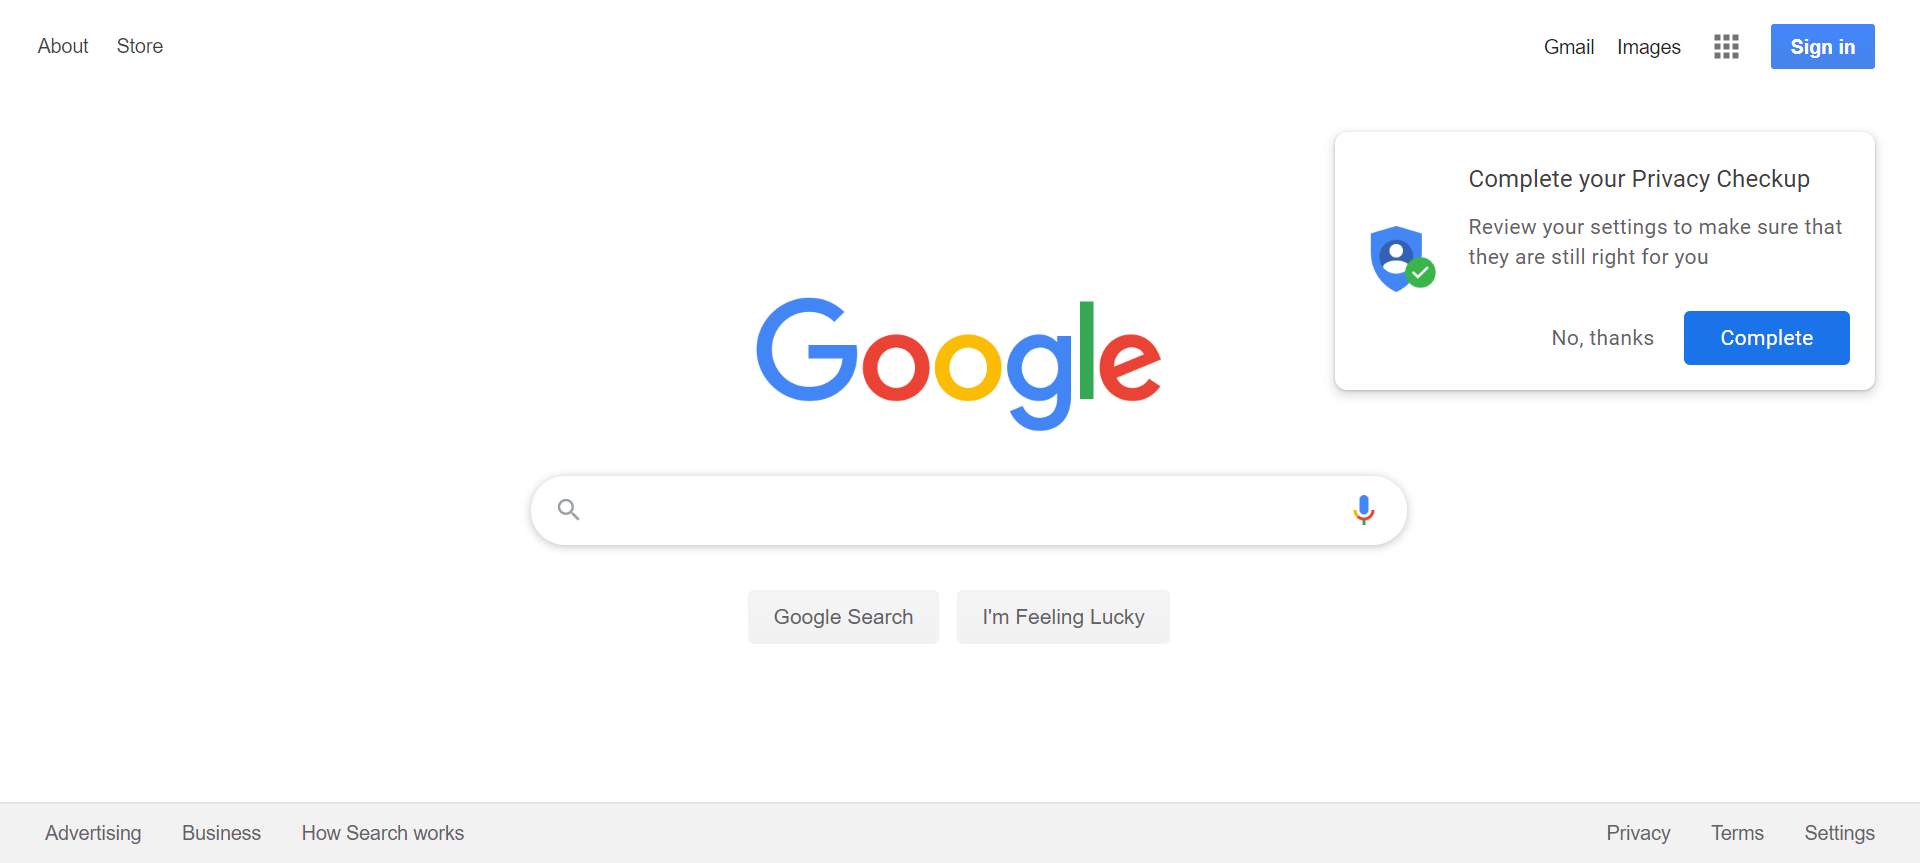 About Store
Gmail Images Sign in
Complete your Privacy Checkup
Review your settings to make sure that
they are still right for you
No, thanks Complete
Google
Google Search I'm Feeling Lucky
Advertising Business How Search works
Privacy Terms Settings